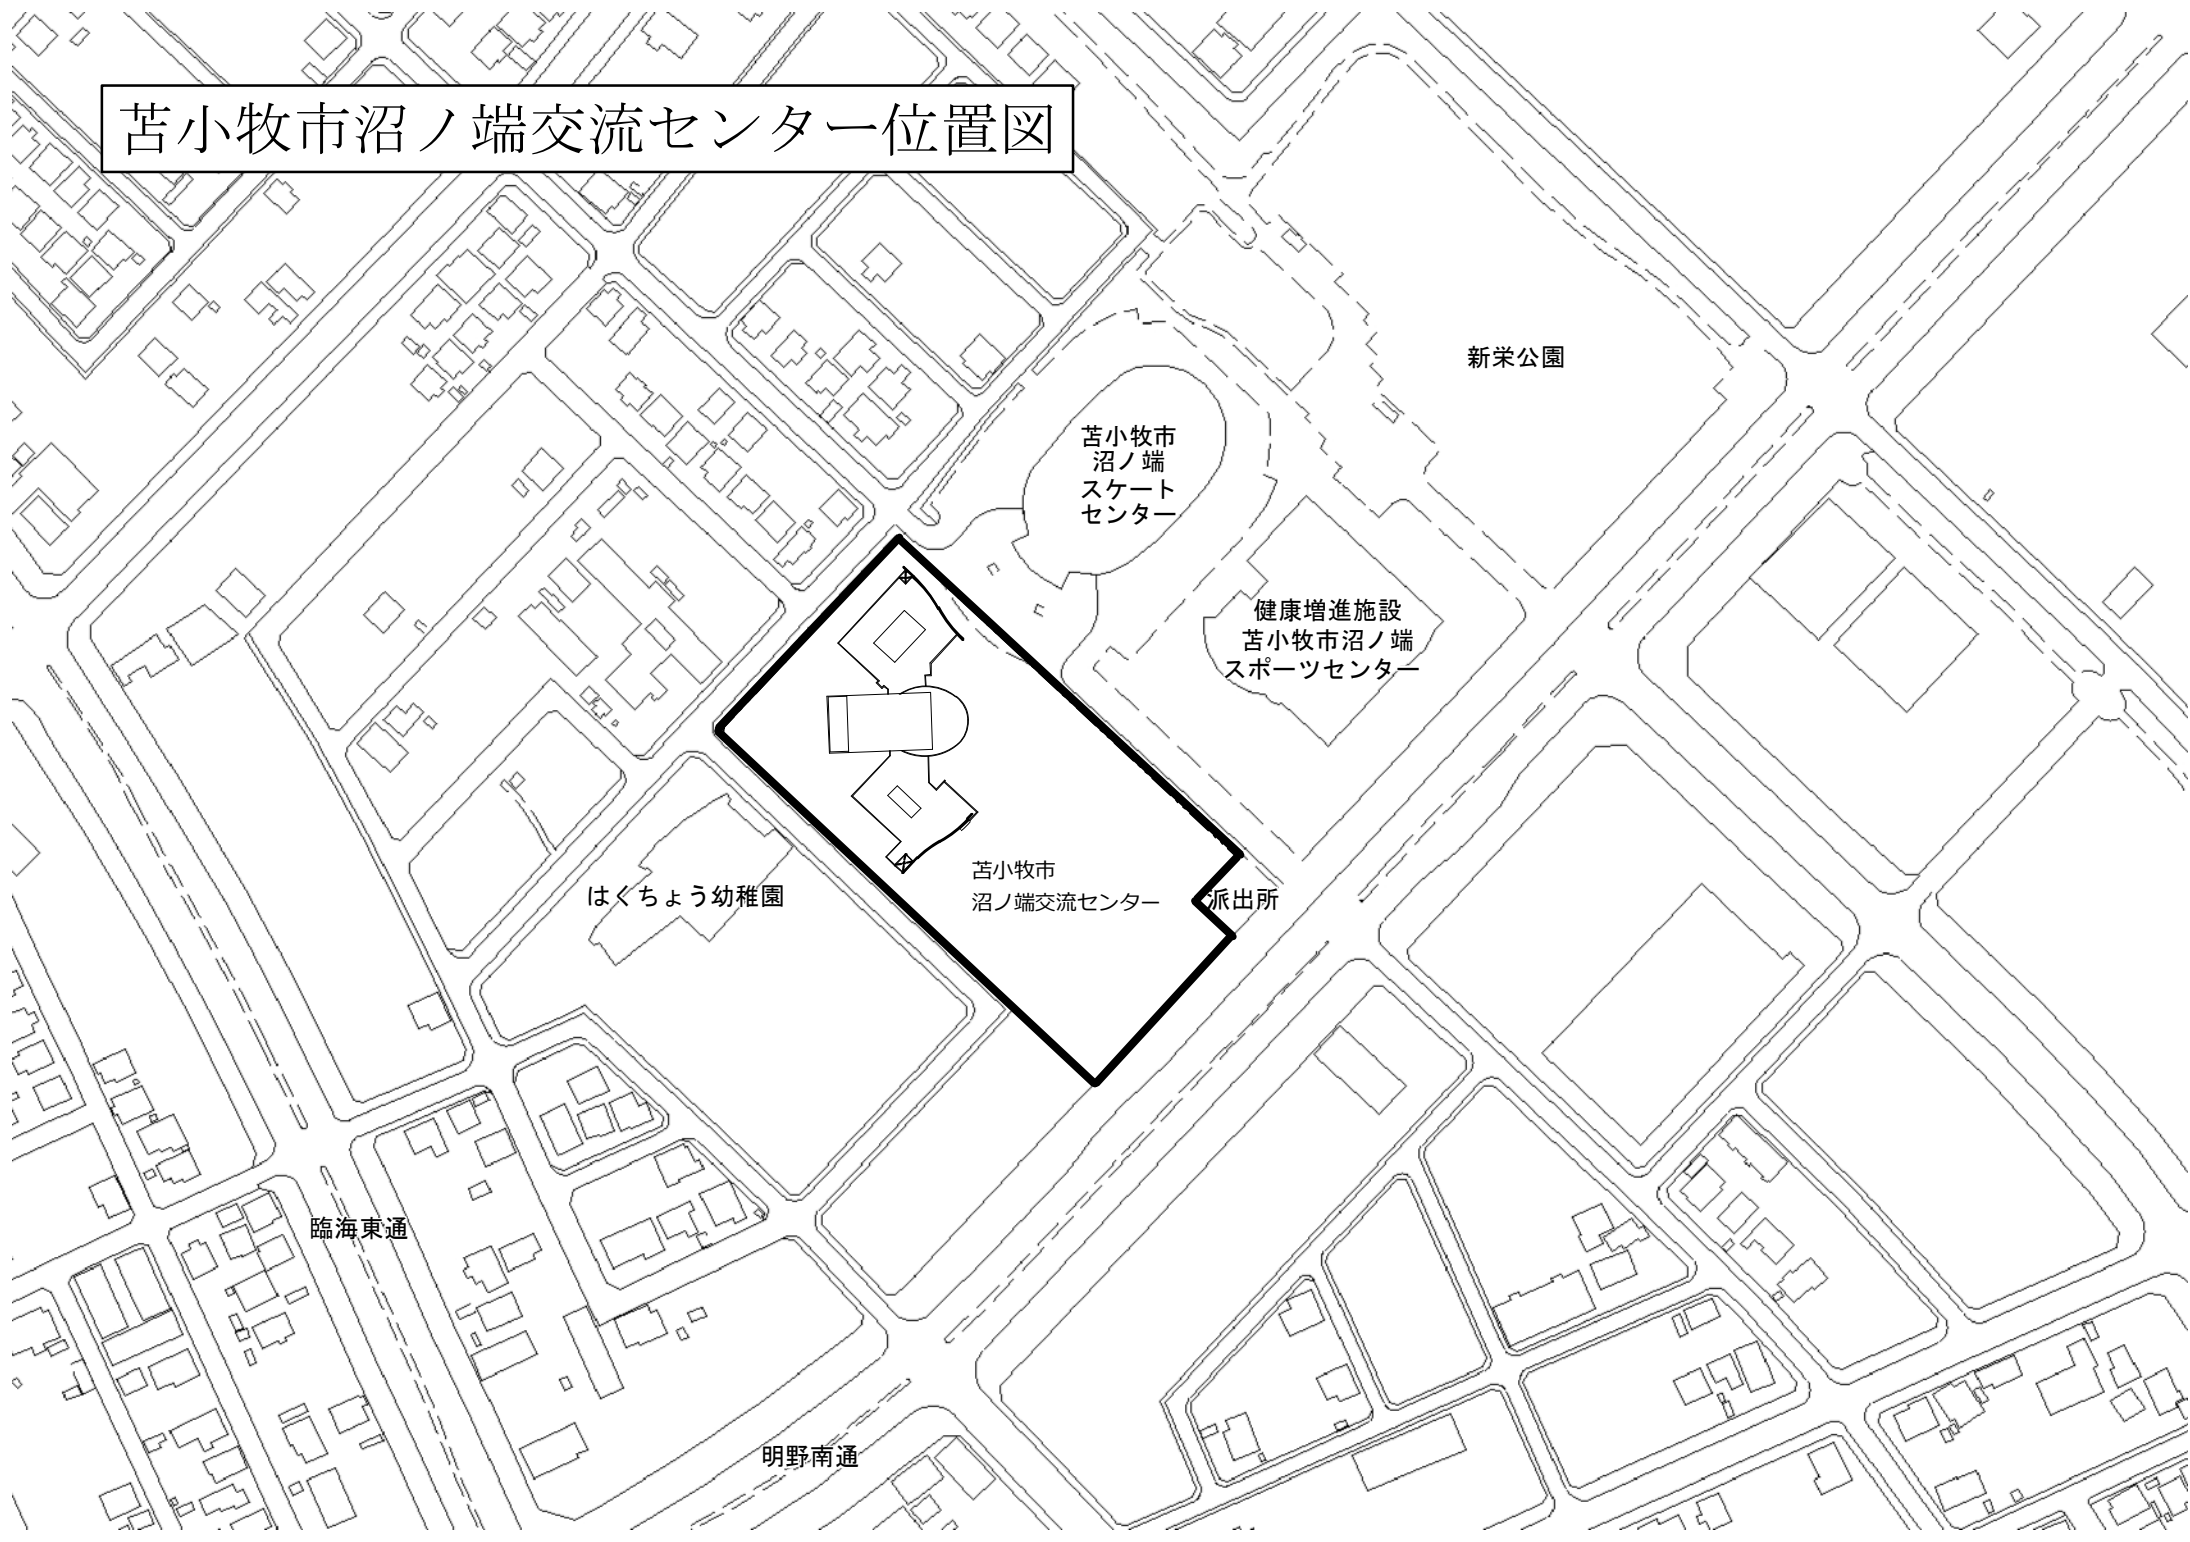 苫小牧市沼ノ端交流センター位置図
新栄公園
苫小牧市
沼ノ端
スケート
センター
健康増進施設
苫小牧市沼ノ端
スポーツセンター
苫小牧市
沼ノ端交流センター
派出所
はくちょう幼稚園
臨海東通
明野南通